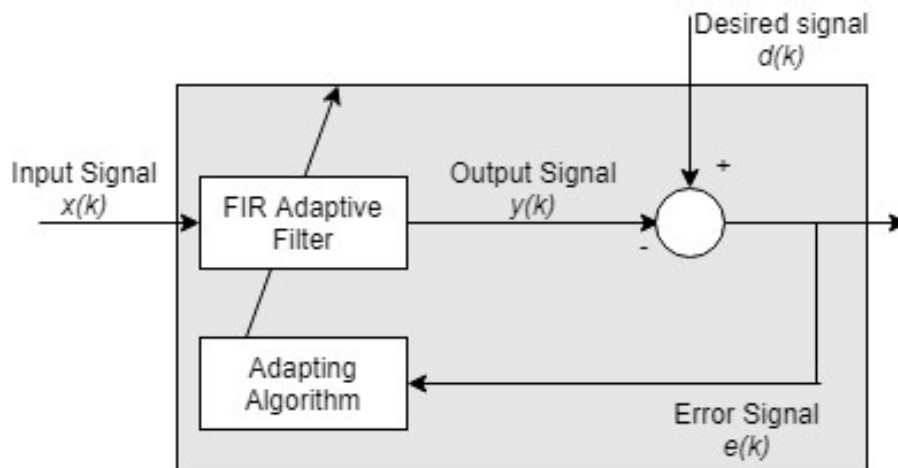 Desired signal
d(k)
+
Input Signal
x(k)
FIR Adaptive
Filter
Output Signal
y(k)
-
Adapting
Algorithm
Error Signal
e(k)